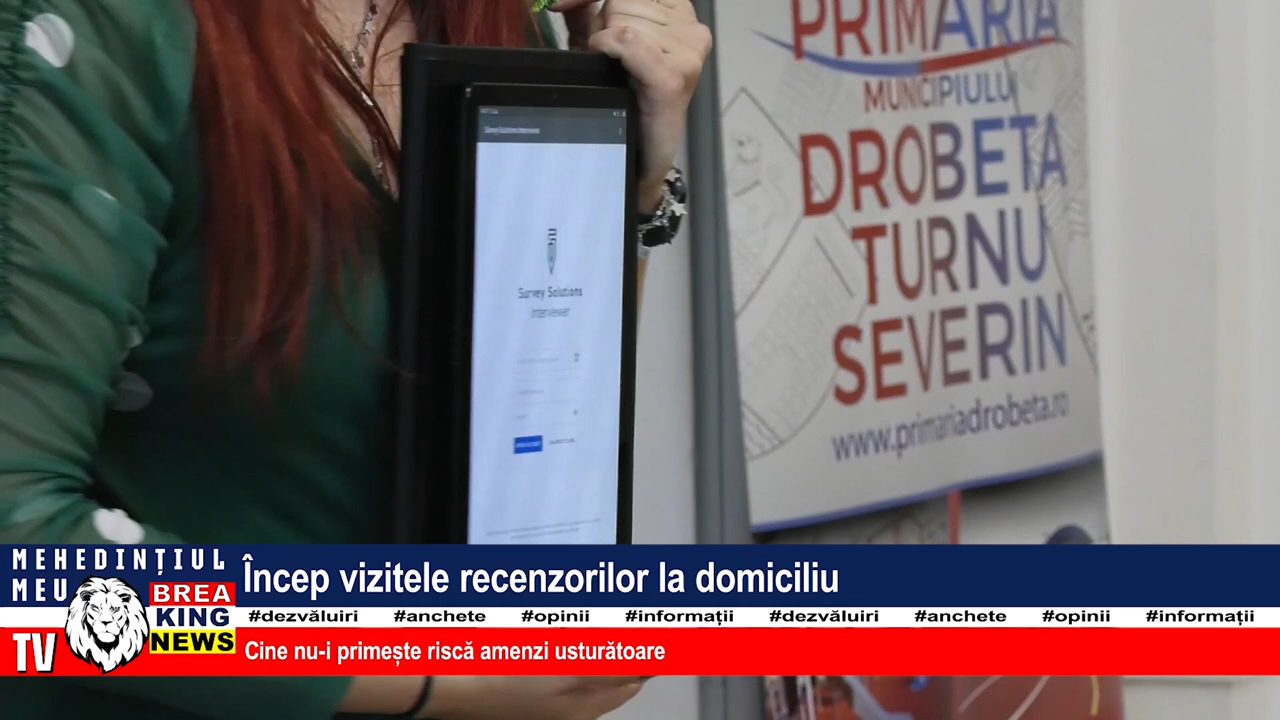 PRIMĂRIA
MUNICIPIULUI
DROBETA
TURNU
SEVERIN
www.primariadrobeta.ro
Survey Solutions
Interviewer
MEHEDINȚIUL
MEU
TV
BREA
KING
NEWS
Încep vizitele recenzorilor la domiciliu
#dezvăluiri #anchete #opinii #informații #dezvăluiri #anchete #opinii #informații
Cine nu-i primește riscă amenzi usturătoare